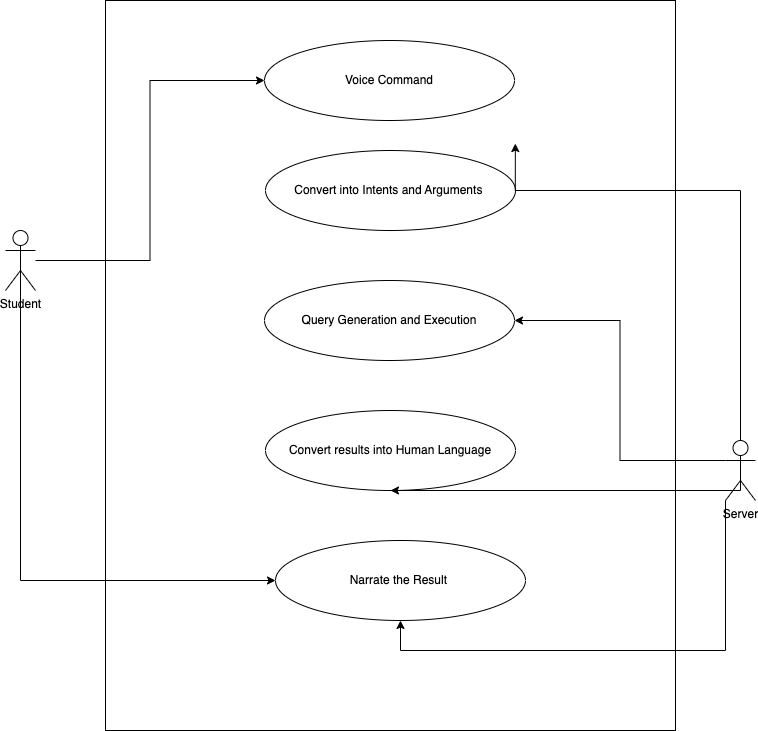 Voice Command
Convert into Intents and Arguments
Student
Query Generation and Execution
Convert results into Human Language
Server
Narrate the Result